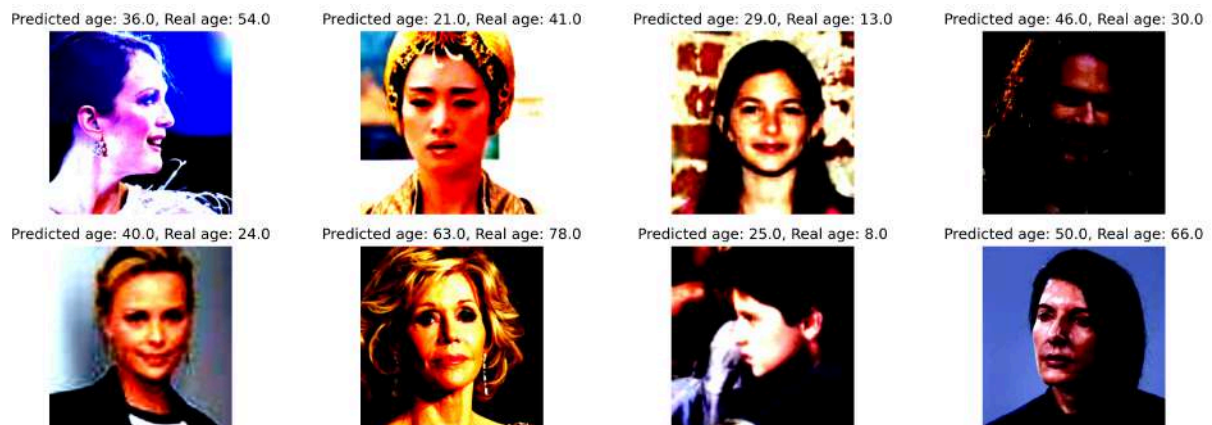 Predicted age: 36.0, Real age: 54.0
Predicted age: 21.0, Real age: 41.0
Predicted age: 29.0, Real age: 13.0
Predicted age: 46.0, Real age: 30.0
Predicted age: 40.0, Real age: 24.0
Predicted age: 63.0, Real age: 78.0
Predicted age: 25.0, Real age: 8.0
Predicted age: 50.0, Real age: 66.0